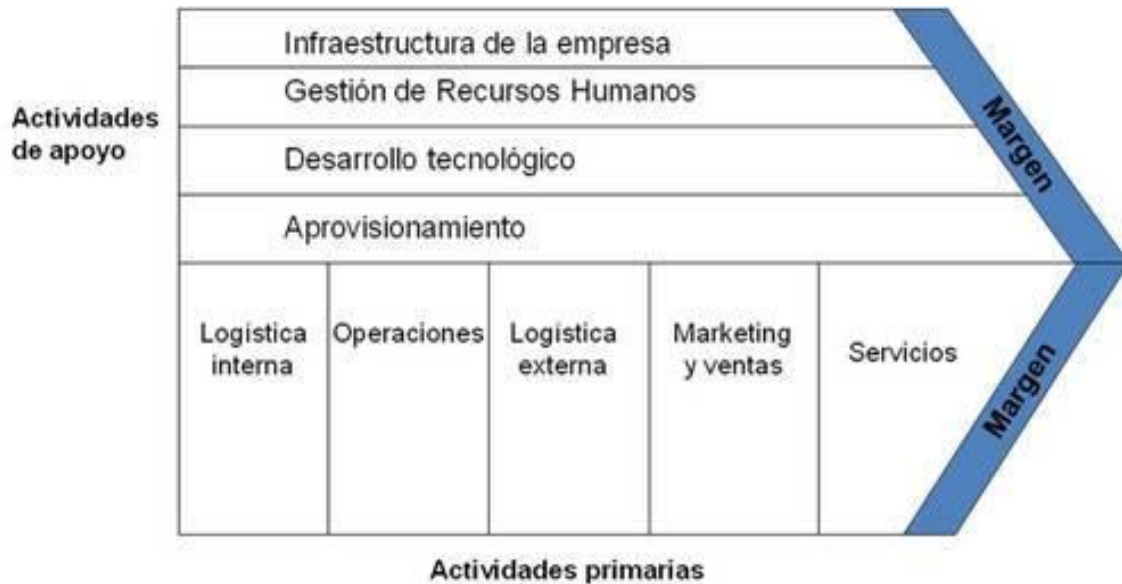 Infraestructura de la empresa
Gestión de Recursos Humanos
Desarrollo tecnológico
Aprovisionamiento
Actividades
de apoyo
Margen
Logística
interna
Operaciones
Logística
externa
Marketing
y ventas
Servicios
Margen
Actividades primarias